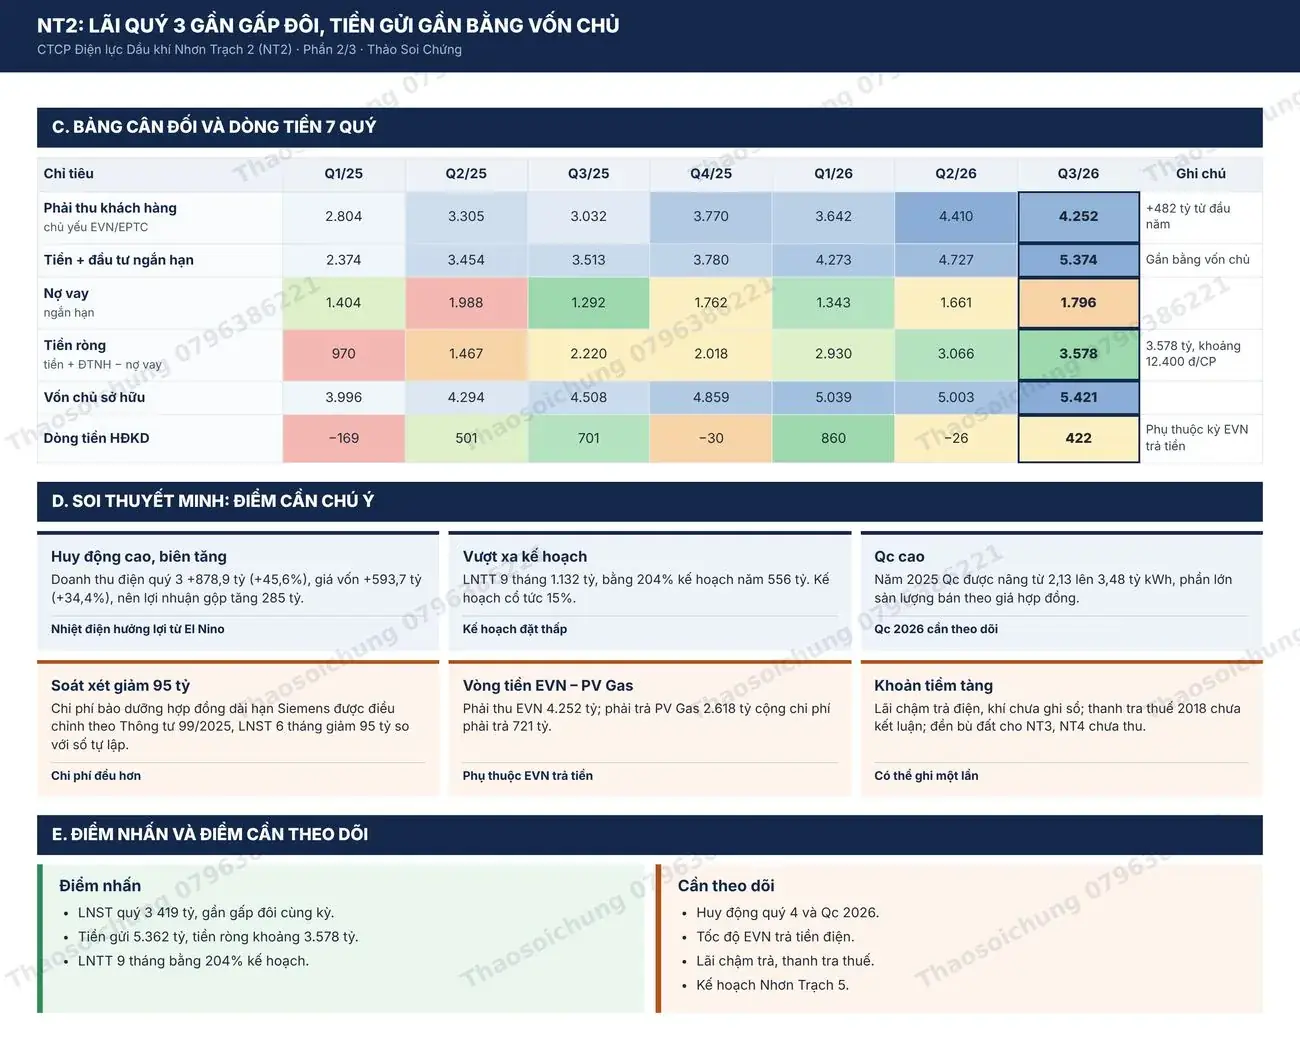 NT2: LÃI QUÝ 3 GẦN GẤP ĐÔI, TIỀN GỬI GẦN BẰNG VỐN CHỦ
CTCP Điện lực Dầu khí Nhơn Trạch 2 (NT2) · Phần 2/3 · Thảo Soi Chứng
C. BẢNG CÂN ĐỐI VÀ DÒNG TIỀN 7 QUÝ
Chỉ tiêu Q1/25 Q2/25 Q3/25 Q4/25 Q1/26 Q2/26 Q3/26 Ghi chú
Phải thu khách hàng
chủ yếu EVN/EPTC
2.804 3.305 3.032 3.770 3.642 4.410 4.252
+482 tỷ từ đầu
năm
Tiền + đầu tư ngắn hạn 2.374 3.454 3.513 3.780 4.273 4.727 5.374 Gần bằng vốn chủ
Nợ vay
ngắn hạn
1.404 1.988 1.292 1.762 1.343 1.661 1.796
Tiền ròng
tiền + ĐTNH − nợ vay
970 1.467 2.220 2.018 2.930 3.066 3.578
3.578 tỷ, khoảng
12.400 đ/CP
Vốn chủ sở hữu 3.996 4.294 4.508 4.859 5.039 5.003 5.421
Dòng tiền HĐKD −169 501 701 −30 860 −26 422
Phụ thuộc kỳ EVN
trả tiền
D. SOI THUYẾT MINH: ĐIỂM CẦN CHÚ Ý
Huy động cao, biên tăng
Doanh thu điện quý 3 +878,9 tỷ (+45,6%), giá vốn +593,7 tỷ
(+34,4%), nên lợi nhuận gộp tăng 285 tỷ.
Nhiệt điện hưởng lợi từ El Nino
Vượt xa kế hoạch
LNTT 9 tháng 1.132 tỷ, bằng 204% kế hoạch năm 556 tỷ. Kế
hoạch cổ tức 15%.
Kế hoạch đặt thấp
Qc cao
Năm 2025 Qc được nâng từ 2,13 lên 3,48 tỷ kWh, phần lớn
sản lượng bán theo giá hợp đồng.
Qc 2026 cần theo dõi
Soát xét giảm 95 tỷ
Chi phí bảo dưỡng hợp đồng dài hạn Siemens được điều
chỉnh theo Thông tư 99/2025, LNST 6 tháng giảm 95 tỷ so
với số tự lập.
Chi phí đều hơn
Vòng tiền EVN – PV Gas
Phải thu EVN 4.252 tỷ; phải trả PV Gas 2.618 tỷ cộng chi phí
phải trả 721 tỷ.
Phụ thuộc EVN trả tiền
Khoản tiềm tàng
Lãi chậm trả điện, khí chưa ghi sổ; thanh tra thuế 2018 chưa
kết luận; đền bù đất cho NT3, NT4 chưa thu.
Có thể ghi một lần
E. ĐIỂM NHẤN VÀ ĐIỂM CẦN THEO DÕI
Điểm nhấn
• LNST quý 3 419 tỷ, gần gấp đôi cùng kỳ.
• Tiền gửi 5.362 tỷ, tiền ròng khoảng 3.578 tỷ.
• LNTT 9 tháng bằng 204% kế hoạch.
Cần theo dõi
• Huy động quý 4 và Qc 2026.
• Tốc độ EVN trả tiền điện.
• Lãi chậm trả, thanh tra thuế.
• Kế hoạch Nhơn Trạch 5.
Thaosoichung 0796386221